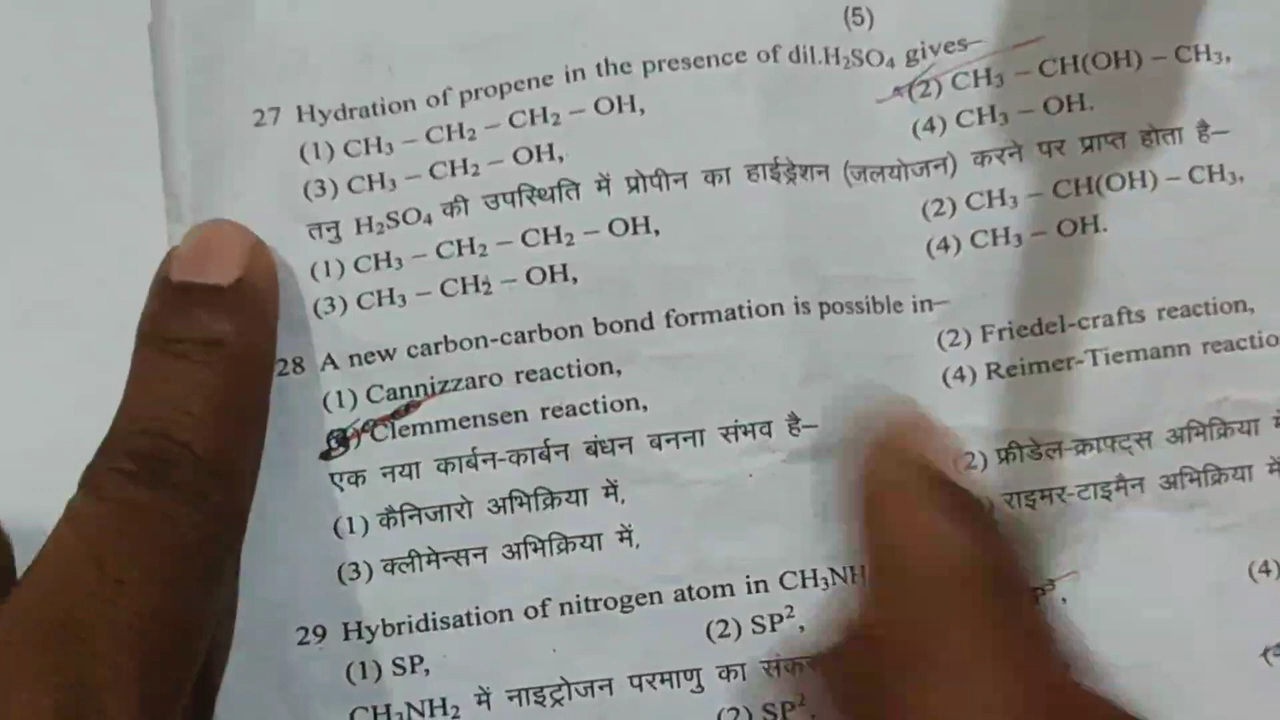 (5)
27 Hydration of propene in the presence of dil.H₂SO₄ gives–
(1) CH₃ – CH₂ – CH₂ – OH, (2) CH₃ – CH(OH) – CH₃,
(3) CH₃ – CH₂ – OH, (4) CH₃ – OH.
तनु H₂SO₄ की उपस्थिति में प्रोपीन का हाईड्रेशन (जलयोजन) करने पर प्राप्त होता है–
(1) CH₃ – CH₂ – CH₂ – OH, (2) CH₃ – CH(OH) – CH₃,
(3) CH₃ – CH₂ – OH, (4) CH₃ – OH.
28 A new carbon-carbon bond formation is possible in–
(1) Cannizzaro reaction, (2) Friedel-crafts reaction,
Clemmensen reaction, (4) Reimer-Tiemann reactio
एक नया कार्बन-कार्बन बंधन बनना संभव है–
(1) कैनिजारो अभिक्रिया में, (2) फ्रीडेल-क्राफ्ट्स अभिक्रिया
(3) क्लीमेन्सन अभिक्रिया में, राइमर-टाइमैन अभिक्रिया में
29 Hybridisation of nitrogen atom in CH₃NH
(1) SP, (2) SP², (4)
CH₃NH₂ में नाइट्रोजन परमाणु का
(2) SP²,